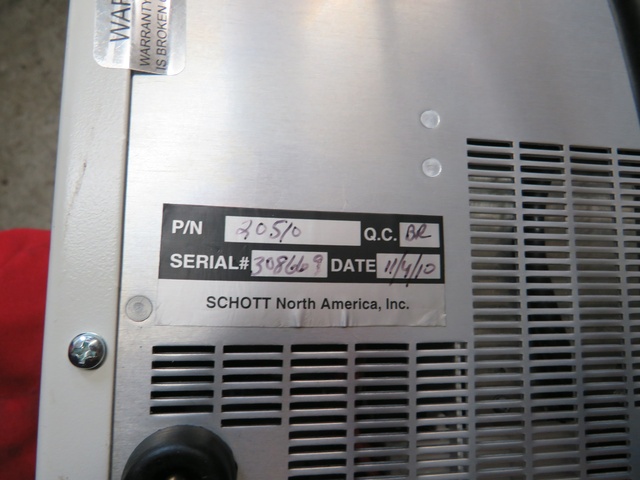 WAR
WARRANTY
IS BROKEN
P/N 20510 Q.C. BR
SERIAL# 308669 DATE 11/9/10
SCHOTT North America, Inc.